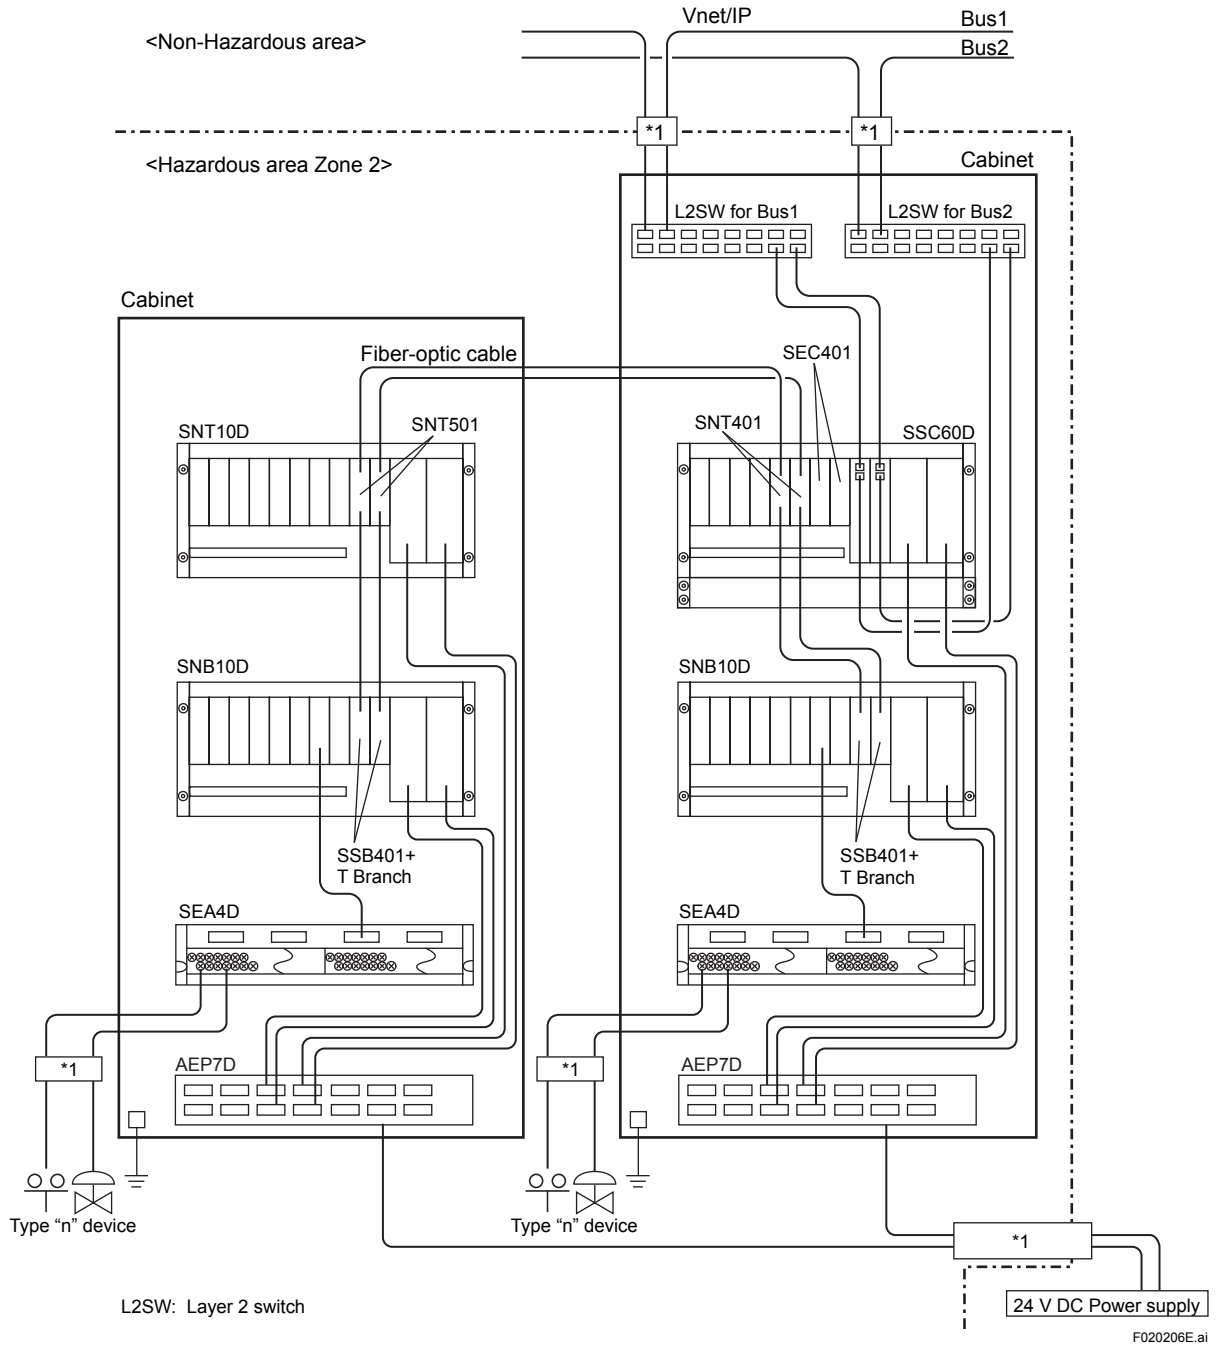 Vnet/IP
Bus1
<Non-Hazardous area>
Bus2
*1
*1
<Hazardous area Zone 2>
Cabinet
L2SW for Bus1
L2SW for Bus2
Cabinet
Fiber-optic cable
SEC401
SNT10D
SNT501
SNT401
SSC60D
SNB10D
SNB10D
SSB401+
T Branch
SSB401+
T Branch
SEA4D
SEA4D
*1
AEP7D
*1
AEP7D
Type “n” device
Type “n” device
*1
L2SW: Layer 2 switch
24 V DC Power supply
F020206E.ai